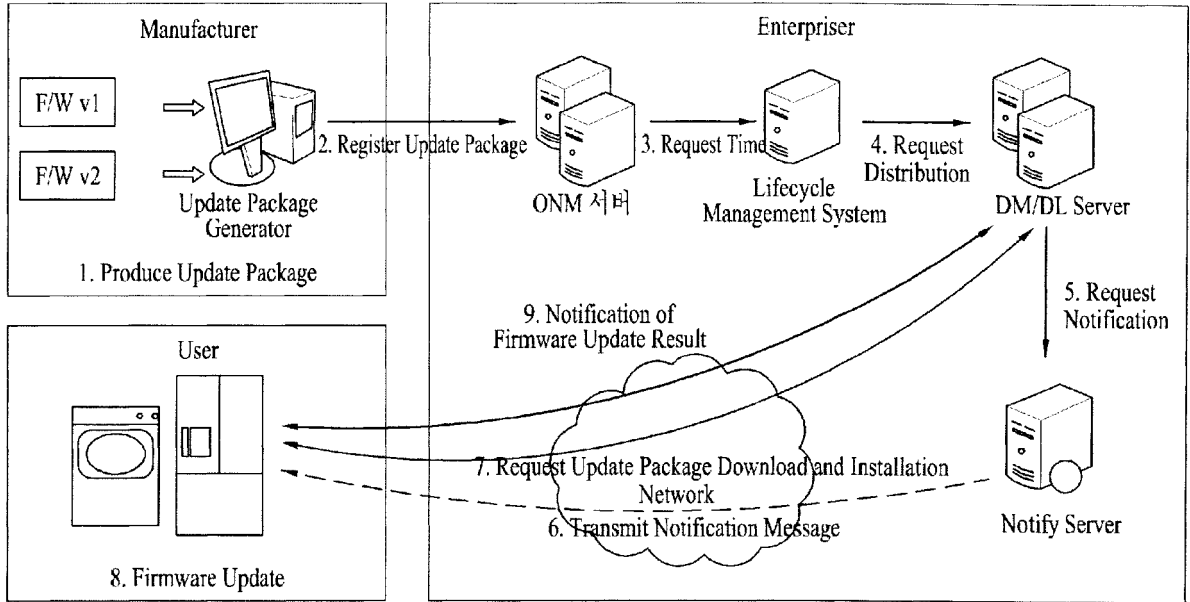 Manufacturer
F/W v1
F/W v2
Update Package
Generator
1. Produce Update Package
2. Register Update Package
Enterpriser
ONM 서버
3. Request Time
Lifecycle
Management System
4. Request
Distribution
DM/DL Server
5. Request
Notification
Notify Server
9. Notification of
Firmware Update Result
7. Request Update Package Download and Installation
Network
6. Transmit Notification Message
User
8. Firmware Update